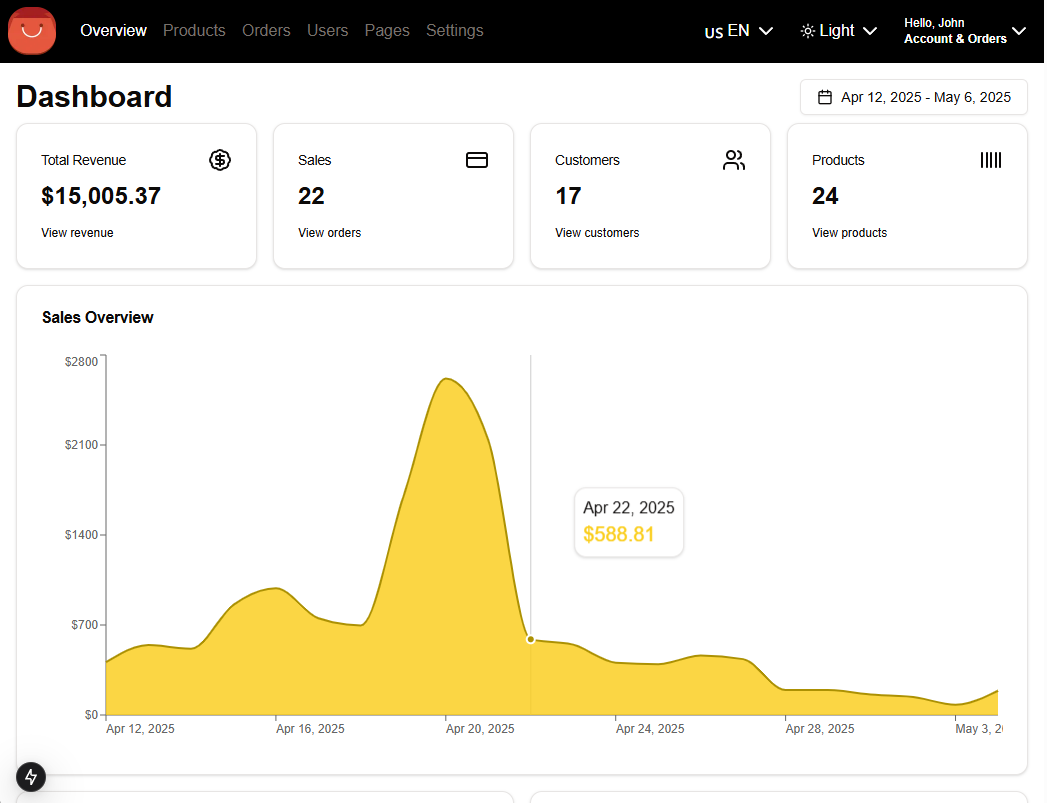 Overview Products Orders Users Pages Settings
US EN
Light
Hello, John
Account & Orders
Dashboard
Apr 12, 2025 - May 6, 2025
Total Revenue
$15,005.37
View revenue
Sales
22
View orders
Customers
17
View customers
Products
24
View products
Sales Overview
$2800
$2100
$1400
$700
$0
Apr 22, 2025
$588.81
Apr 12, 2025 Apr 16, 2025 Apr 20, 2025 Apr 24, 2025 Apr 28, 2025 May 3, 2